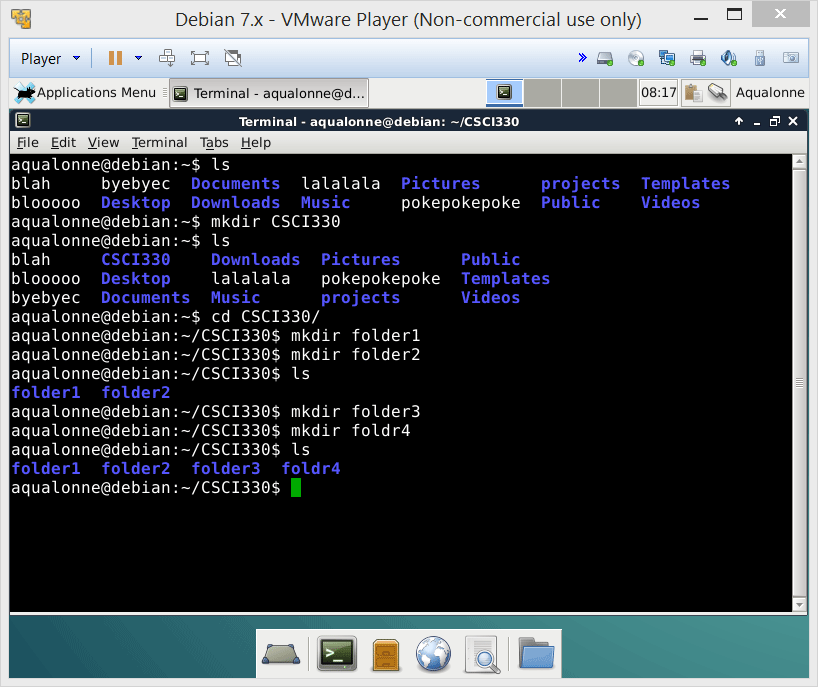 Debian 7.x - VMware Player (Non-commercial use only)
Player
Applications Menu Terminal - aqualonne@d... 08:17 Aqualonne
Terminal - aqualonne@debian: ~/CSCI330
File Edit View Terminal Tabs Help
aqualonne@debian:~$ ls
blah byebyec Documents lalalala Pictures projects Templates
blooooo Desktop Downloads Music pokepokepoke Public Videos
aqualonne@debian:~$ mkdir CSCI330
aqualonne@debian:~$ ls
blah CSCI330 Downloads Pictures Public
blooooo Desktop lalalala pokepokepoke Templates
byebyec Documents Music projects Videos
aqualonne@debian:~$ cd CSCI330/
aqualonne@debian:~/CSCI330$ mkdir folder1
aqualonne@debian:~/CSCI330$ mkdir folder2
aqualonne@debian:~/CSCI330$ ls
folder1 folder2
aqualonne@debian:~/CSCI330$ mkdir folder3
aqualonne@debian:~/CSCI330$ mkdir foldr4
aqualonne@debian:~/CSCI330$ ls
folder1 folder2 folder3 foldr4
aqualonne@debian:~/CSCI330$